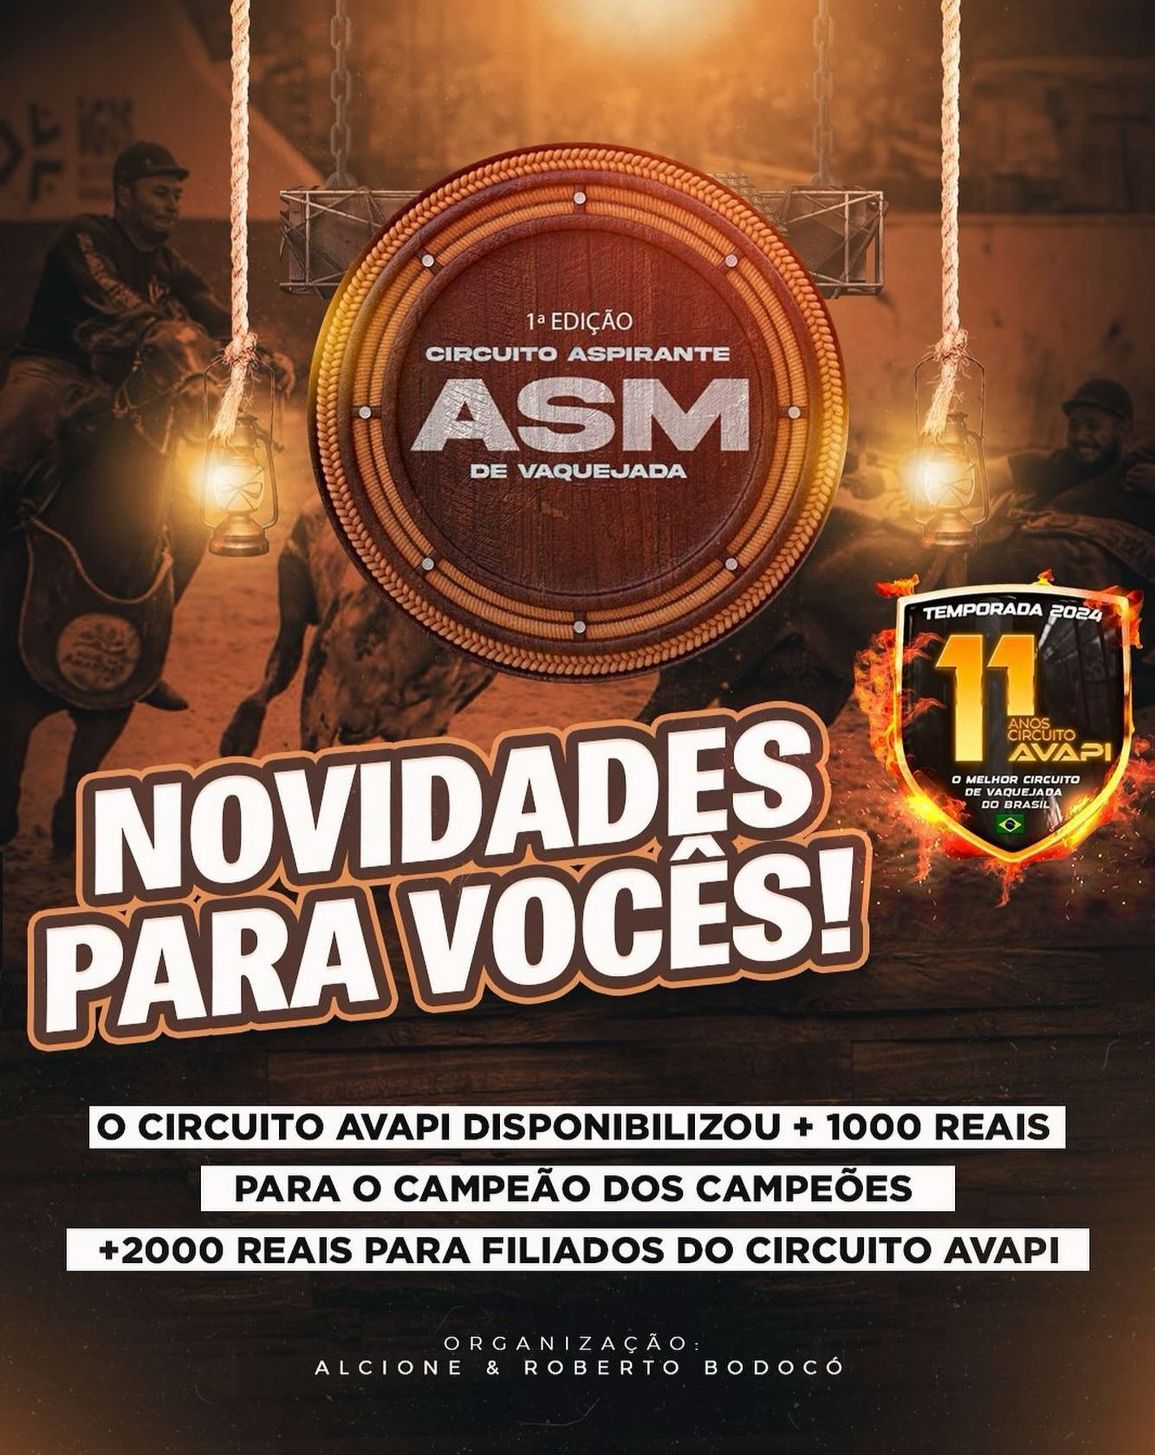 1ª EDIÇÃO
CIRCUITO ASPIRANTE
ASM
DE VAQUEJADA
TEMPORADA 2024
11
ANOS
CIRCUITO
AVAPI
O MELHOR CIRCUITO
DE VAQUEJADA
DO BRASIL
NOVIDADES
PARA VOCÊS!
O CIRCUITO AVAPI DISPONIBILIZOU + 1000 REAIS
PARA O CAMPEÃO DOS CAMPEÕES
+2000 REAIS PARA FILIADOS DO CIRCUITO AVAPI
ORGANIZAÇÃO:
ALCIONE & ROBERTO BODOCÓ